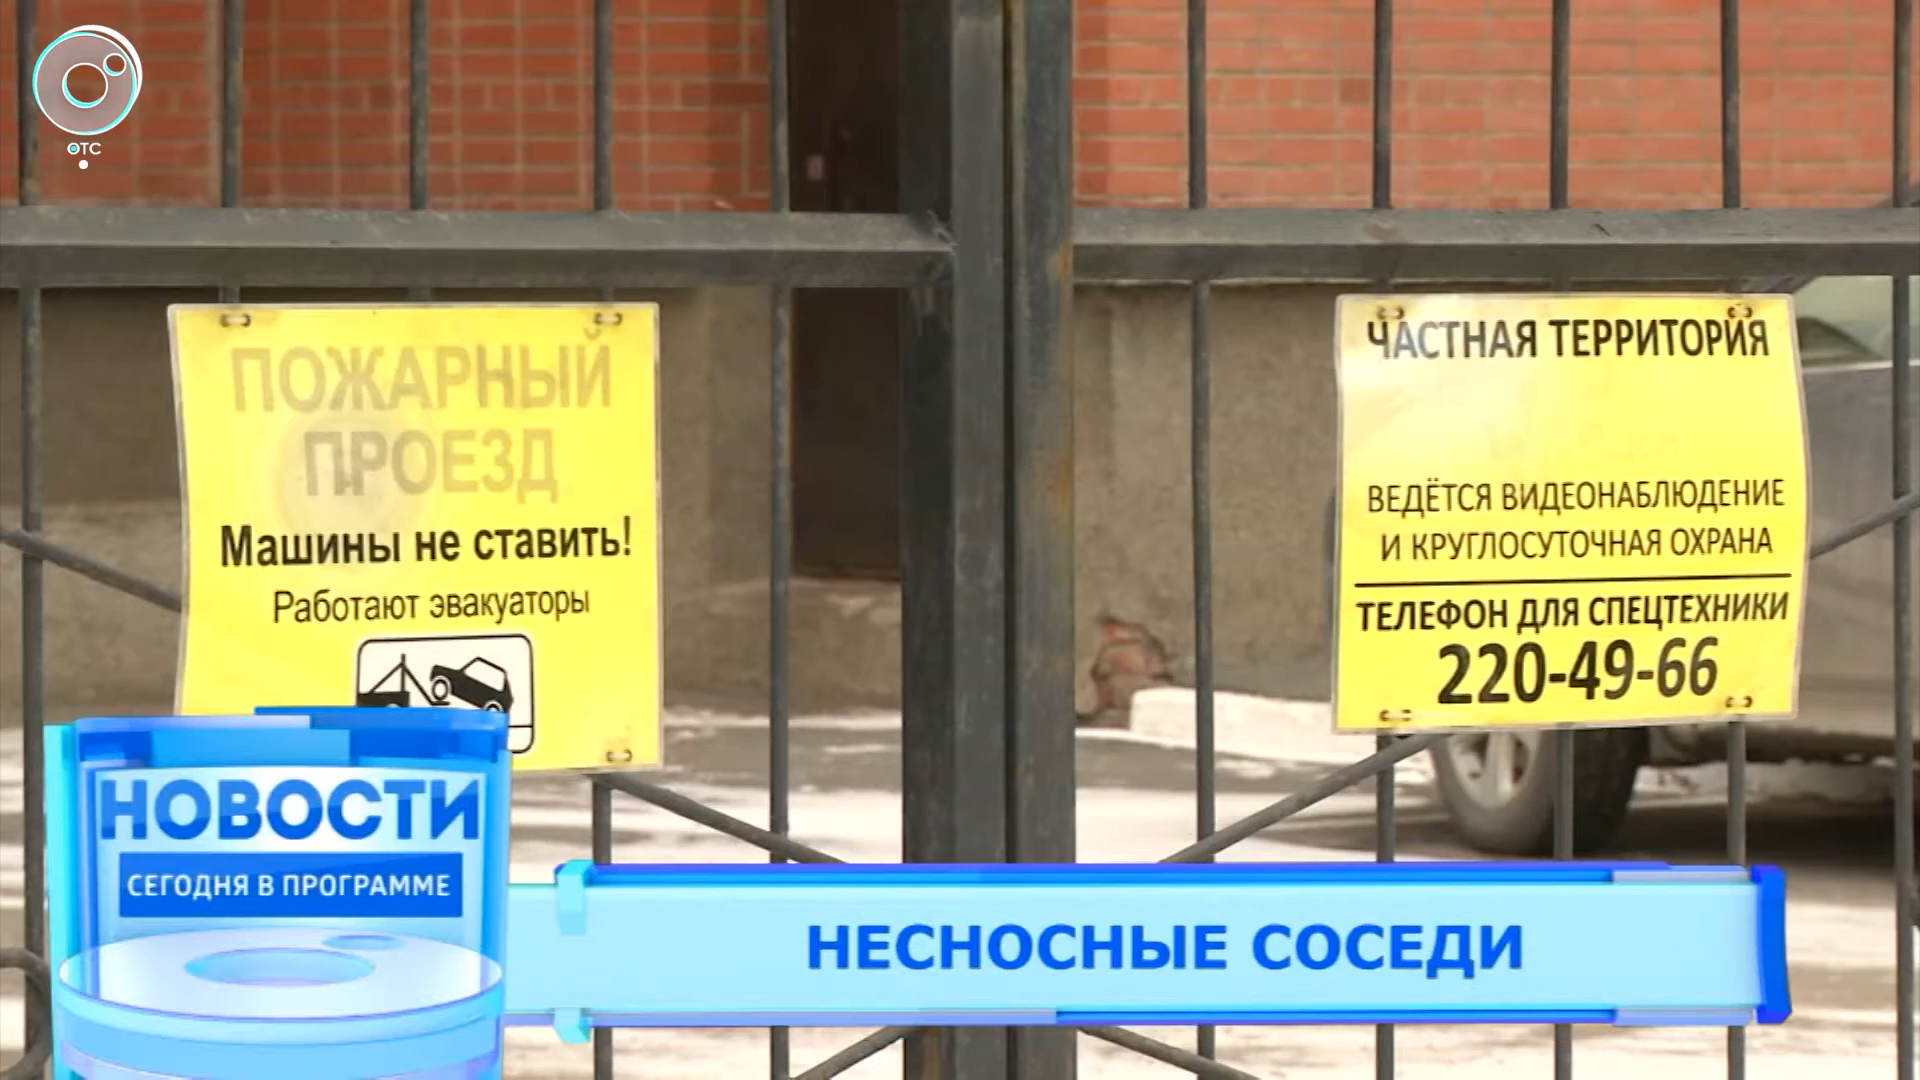 ОТС
ПОЖАРНЫЙ
ПРОЕЗД
Машины не ставить!
Работают эвакуаторы
ЧАСТНАЯ ТЕРРИТОРИЯ
ВЕДЁТСЯ ВИДЕОНАБЛЮДЕНИЕ
И КРУГЛОСУТОЧНАЯ ОХРАНА
ТЕЛЕФОН ДЛЯ СПЕЦТЕХНИКИ
220-49-66
НОВОСТИ
СЕГОДНЯ В ПРОГРАММЕ
НЕСНОСНЫЕ СОСЕДИ